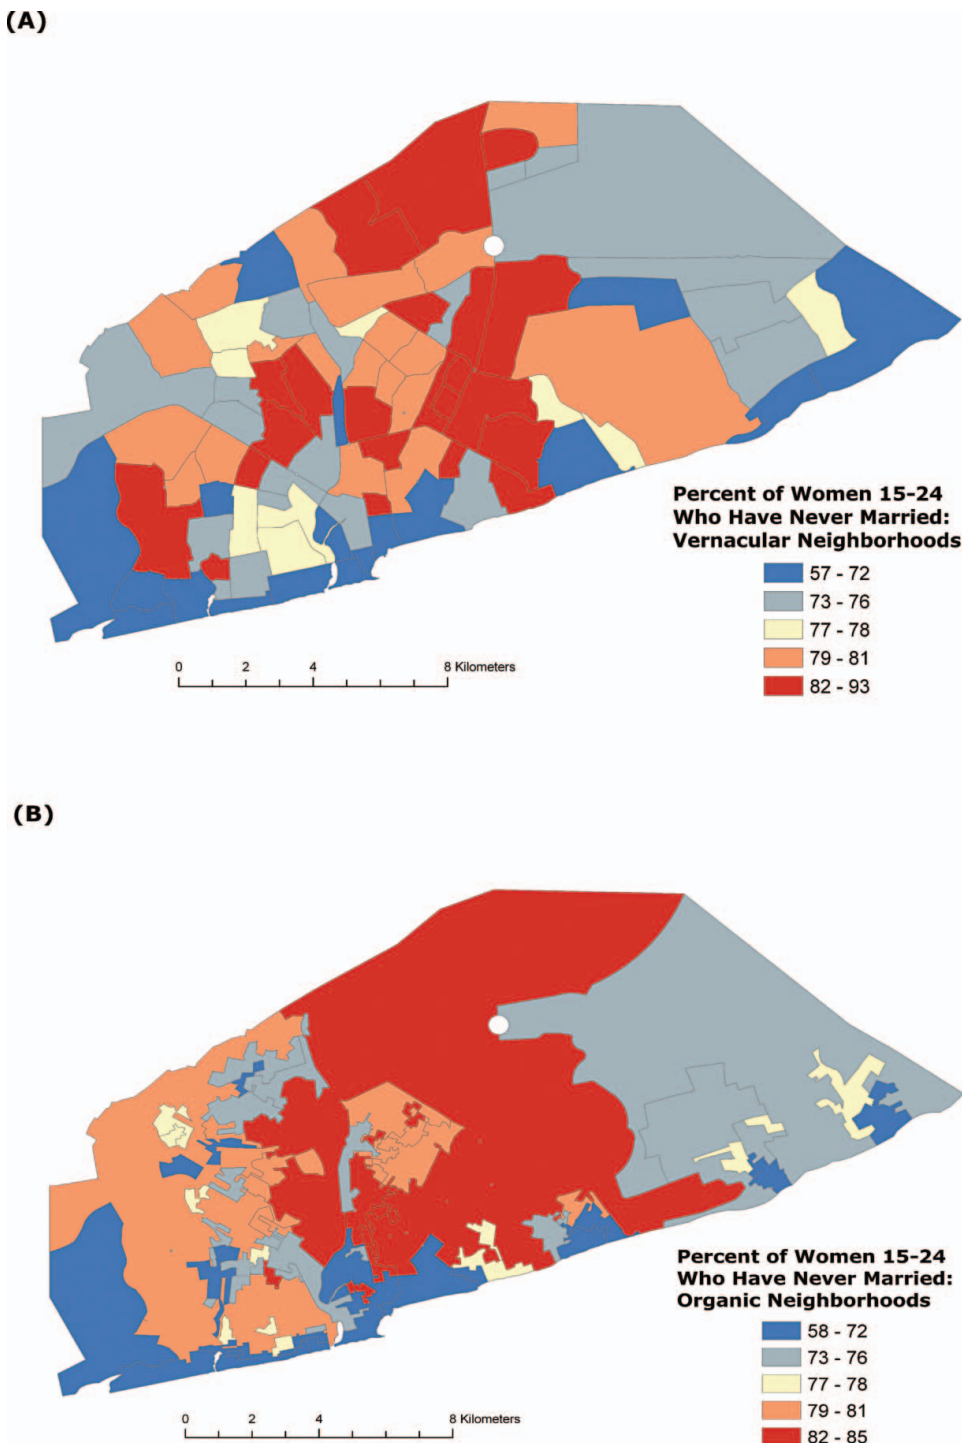 (A)
Percent of Women 15-24
Who Have Never Married:
Vernacular Neighborhoods
57 - 72
73 - 76
77 - 78
79 - 81
82 - 93
0 2 4 8 Kilometers
(B)
Percent of Women 15-24
Who Have Never Married:
Organic Neighborhoods
58 - 72
73 - 76
77 - 78
79 - 81
82 - 85
0 2 4 8 Kilometers